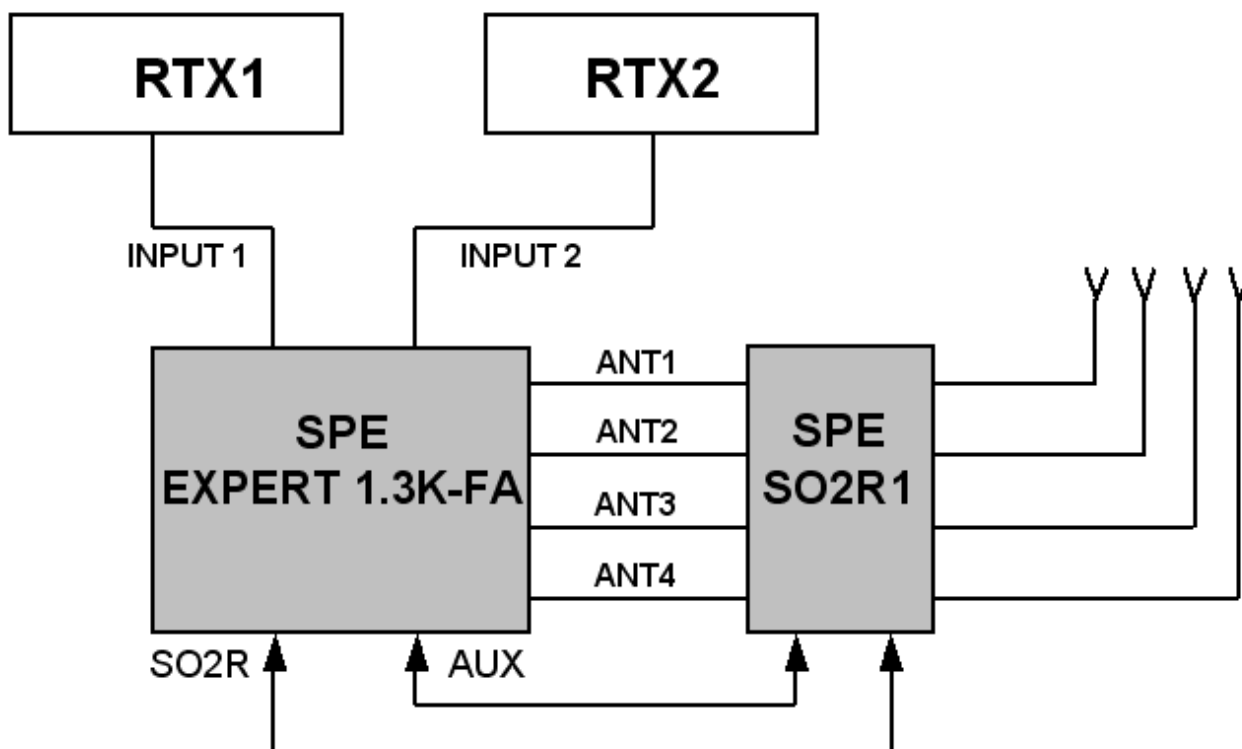 RTX1
RTX2
INPUT 1
INPUT 2
ANT1
ANT2
ANT3
ANT4
SPE
EXPERT 1.3K-FA
SPE
SO2R1
SO2R
AUX